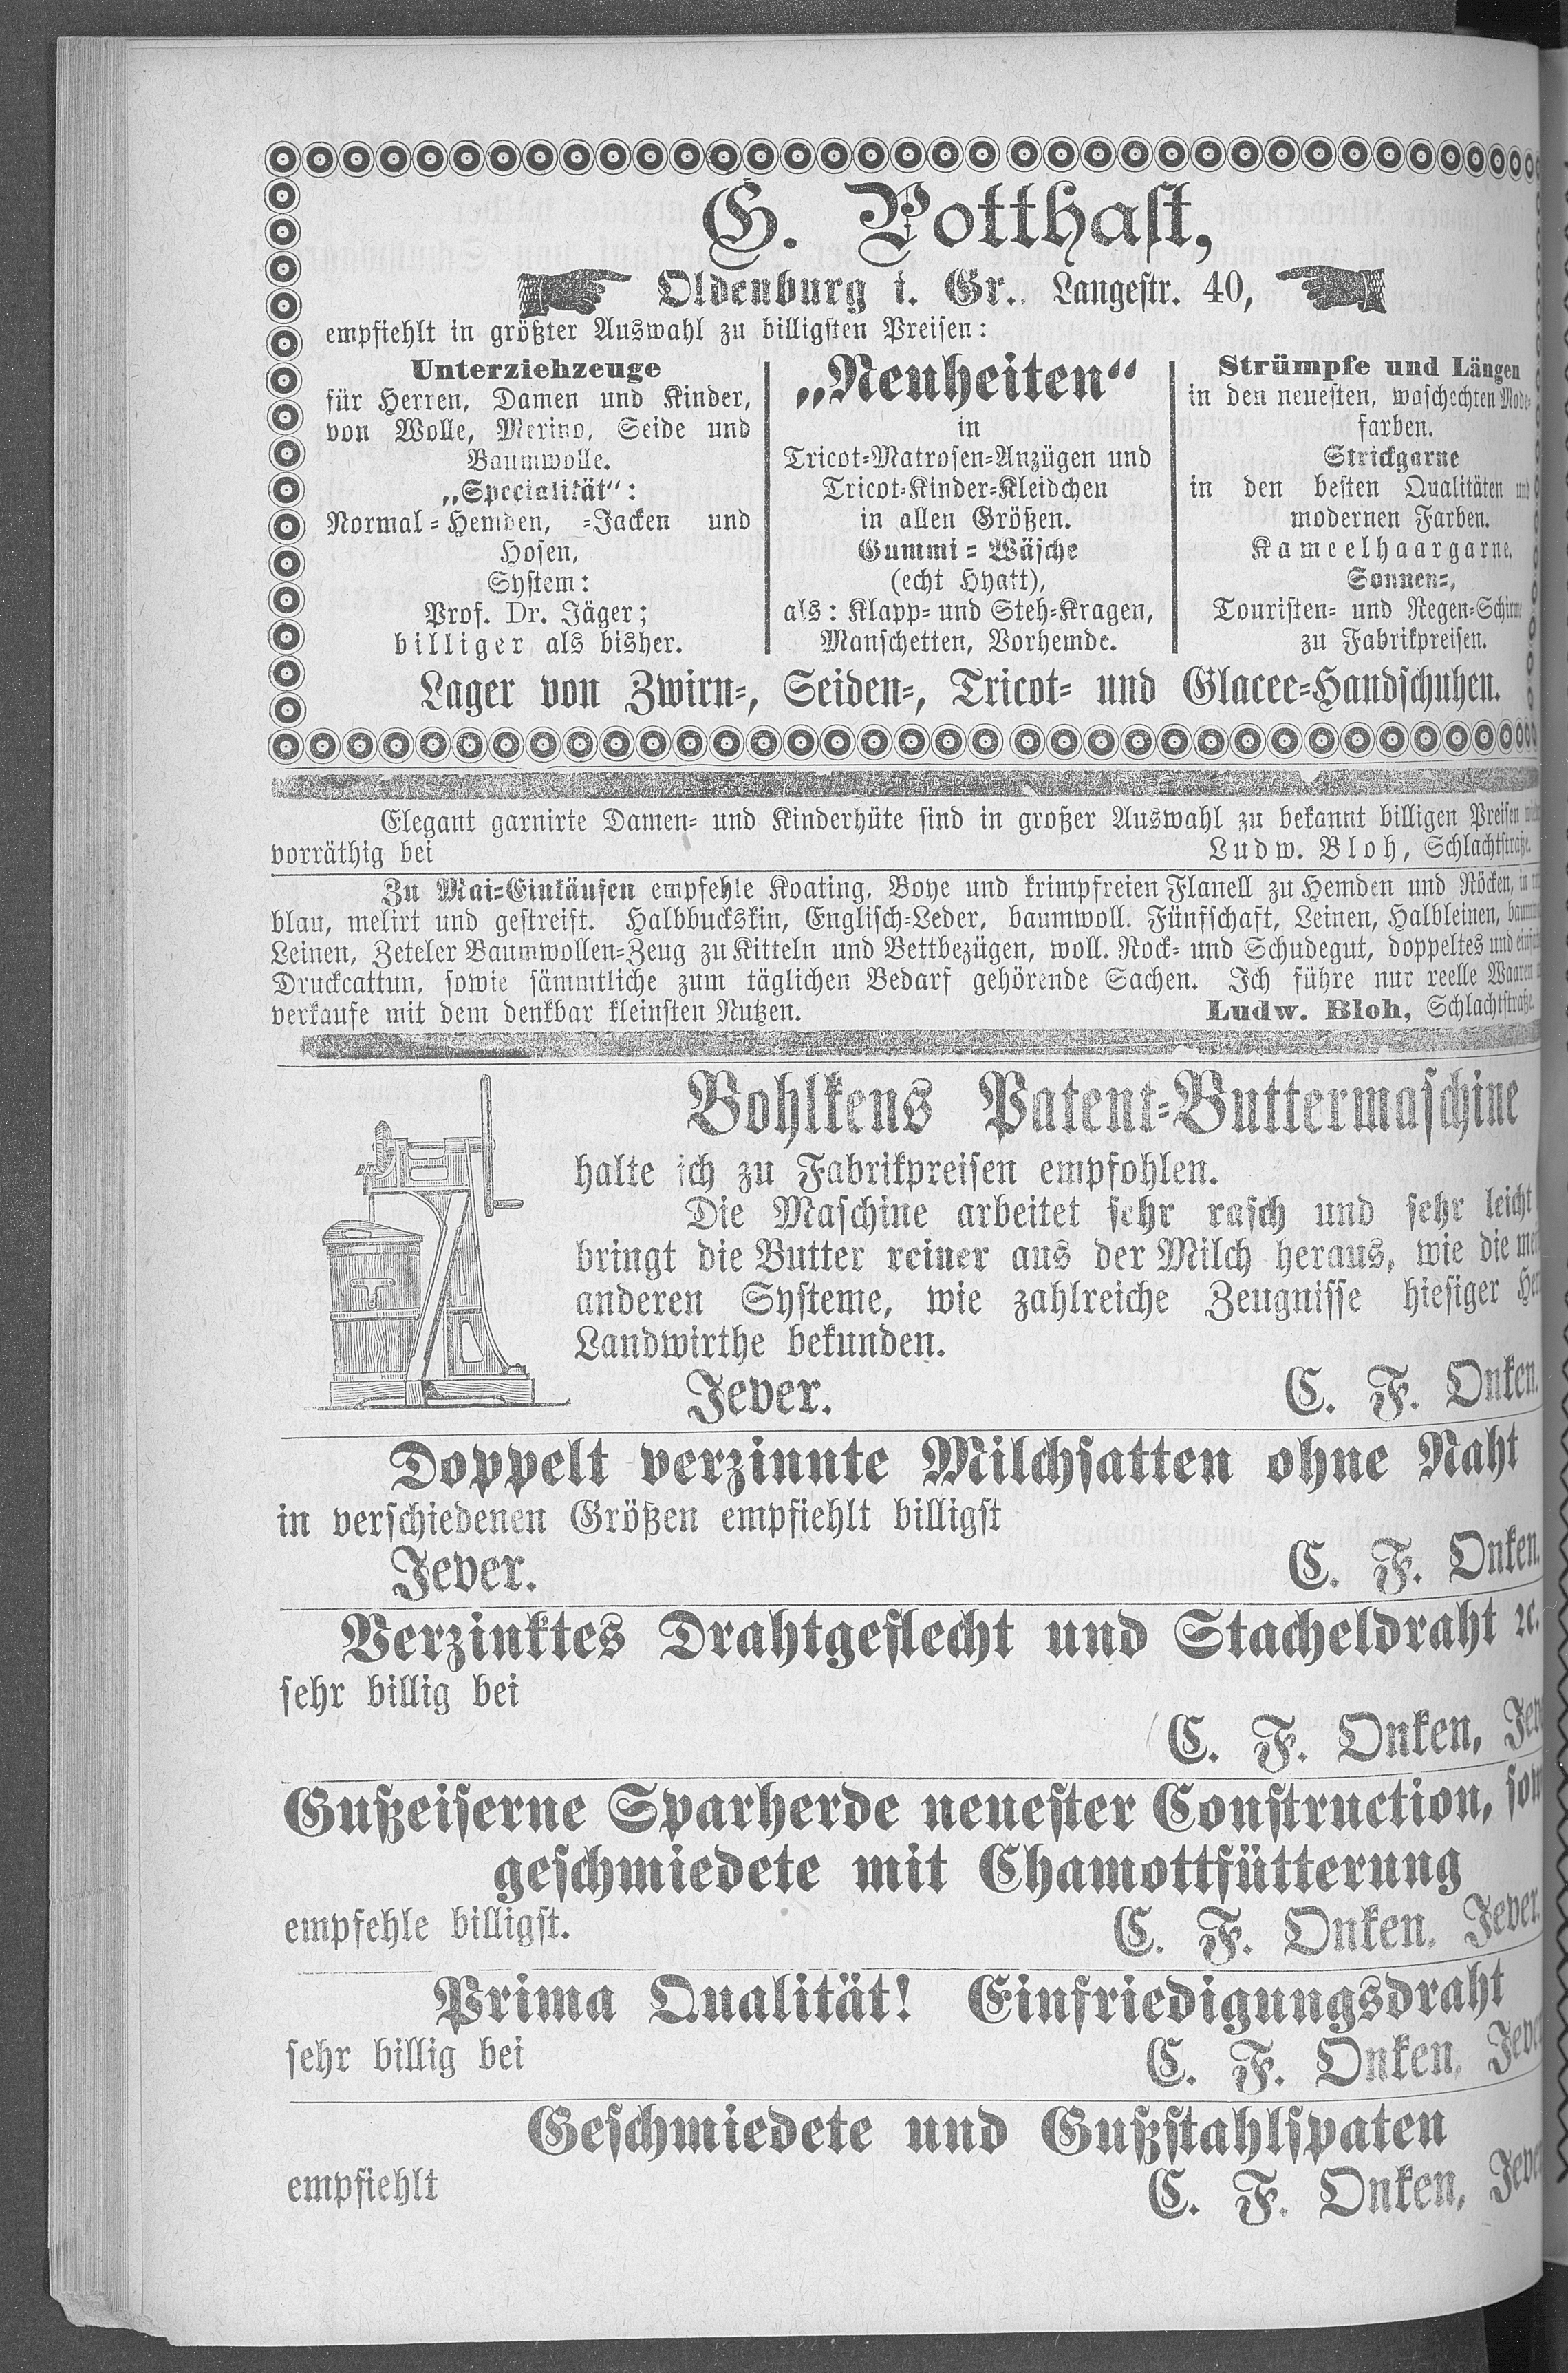 G. Potthast,
Oldenburg i. Gr., Langestr. 40,
empfiehlt in größter Auswahl zu billigsten Preisen:
Unterziehzeuge
für Herren, Damen und Kinder,
von Wolle, Merino, Seide und
Baumwolle.
„Specialität“:
Normal-Hemden, -Jacken und
Hosen,
System:
Prof. Dr. Jäger;
billiger als bisher.
„Neuheiten“
in
Tricot-Matrosen-Anzügen und
Tricot-Kinder-Kleidchen
in allen Größen.
Gummi-Wäsche
(echt Hyatt),
als: Klapp- und Steh-Kragen,
Manschetten, Vorhemde.
Strümpfe und Längen
in den neuesten, waschechten Mode-
farben.
Strickgarne
in den besten Qualitäten und
modernen Farben.
Kameelhaargarne.
Sonnen-,
Touristen- und Regen-Schirme
zu Fabrikpreisen.
Lager von Zwirn-, Seiden-, Tricot- und Glacee-Handschuhen.
Elegant garnirte Damen- und Kinderhüte sind in großer Auswahl zu bekannt billigen Preisen
vorräthig bei Ludw. Bloh, Schlachtstraße.
Zu Mai-Einkäufen empfehle Koating, Boye und krimpfreien Flanell zu Hemden und Röcken, in
blau, melirt und gestreift. Halbbuckskin, Englisch-Leder, baumwoll. Fünfschaft, Leinen, Halbleinen,
Leinen, Zeteler Baumwollen-Zeug zu Kitteln und Bettbezügen, woll. Rock- und Schudegut, doppeltes und
Druckcattun, sowie sämmtliche zum täglichen Bedarf gehörende Sachen. Ich führe nur reelle Waaren
verkaufe mit dem denkbar kleinsten Nutzen. Ludw. Bloh, Schlachtstraße.
Bohlkens Patent-Buttermaschine
halte ich zu Fabrikpreisen empfohlen.
Die Maschine arbeitet sehr rasch und sehr leicht
bringt die Butter reiner aus der Milch heraus, wie die
anderen Systeme, wie zahlreiche Zeugnisse hiesiger
Landwirthe bekunden.
Jever. C. F. Onken.
Doppelt verzinnte Milchsatten ohne Naht
in verschiedenen Größen empfiehlt billigst
Jever. C. F. Onken.
Verzinktes Drahtgeflecht und Stacheldraht ꝛc.
sehr billig bei
C. F. Onken,
Gußeiserne Sparherde neuester Construction,
geschmiedete mit Chamottfütterung
empfehle billigst. C. F. Onken, Jever.
Prima Qualität! Einfriedigungsdraht
sehr billig bei C. F. Onken, Jever
Geschmiedete und Gußstahlspaten
empfiehlt C. F. Onken, Jever